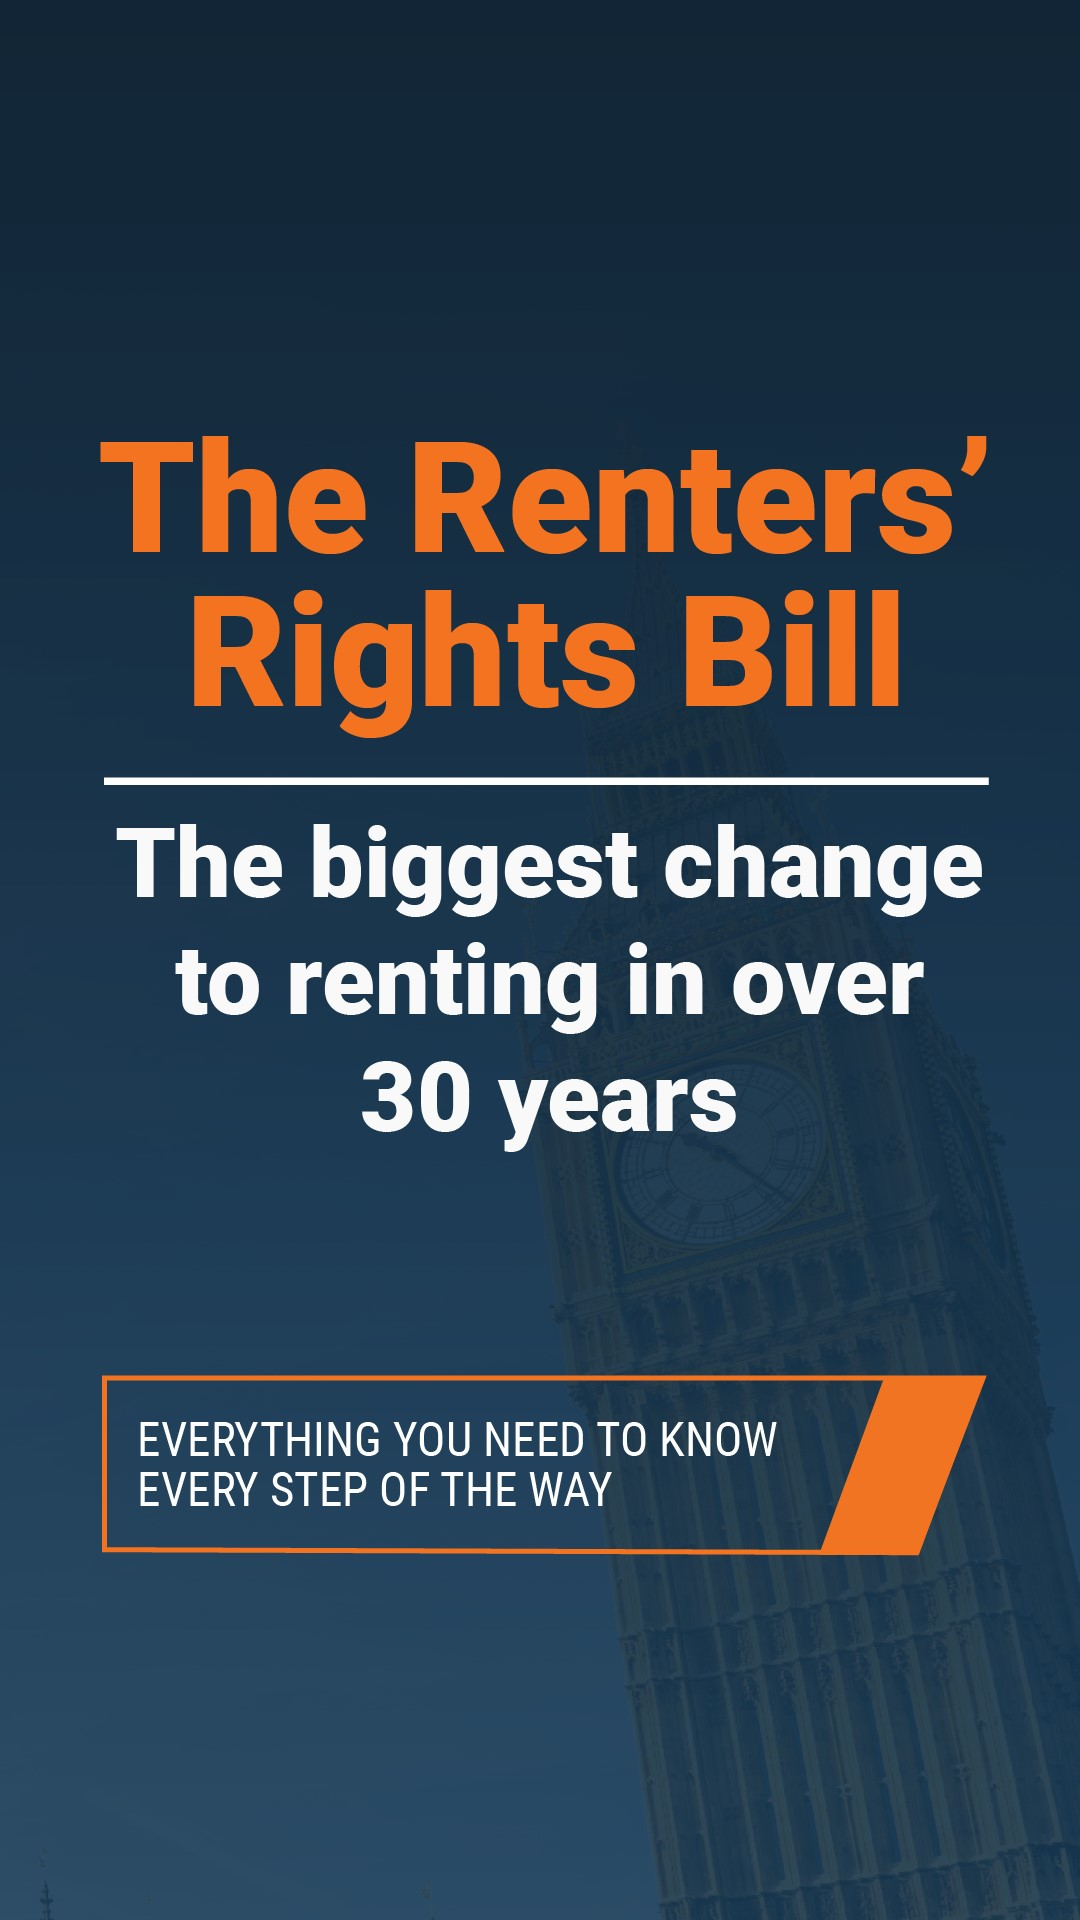 The Renters’
Rights Bill
The biggest change
to renting in over
30 years
EVERYTHING YOU NEED TO KNOW
EVERY STEP OF THE WAY